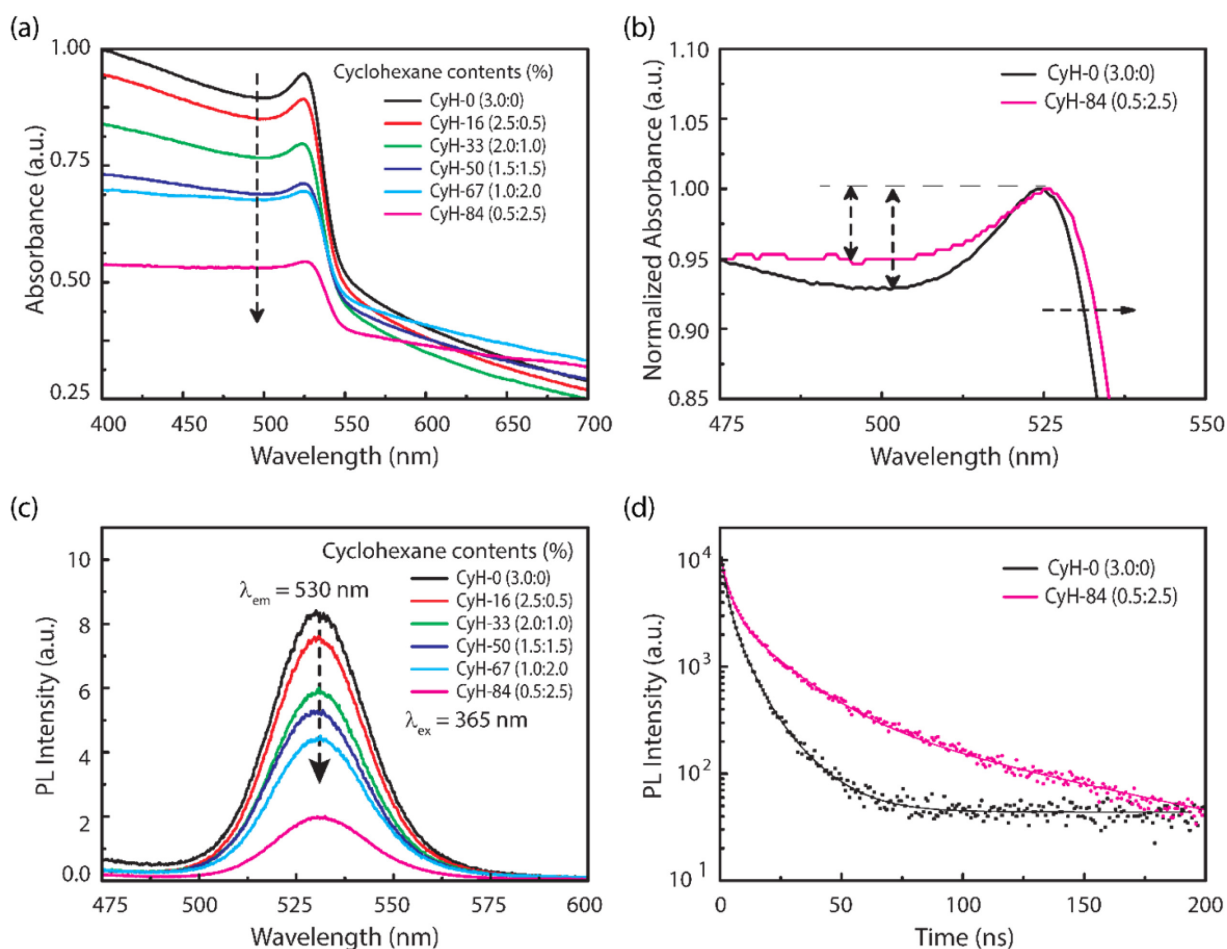 (a)
1.00
0.75
0.50
0.25
Absorbance (a.u.)
Cyclohexane contents (%)
CyH-0 (3.0:0)
CyH-16 (2.5:0.5)
CyH-33 (2.0:1.0)
CyH-50 (1.5:1.5)
CyH-67 (1.0:2.0
CyH-84 (0.5:2.5)
400 450 500 550 600 650 700
Wavelength (nm)
(b)
1.10
1.05
1.00
0.95
0.90
0.85
Normalized Absorbance (a.u.)
CyH-0 (3.0:0)
CyH-84 (0.5:2.5)
475 500 525 550
Wavelength (nm)
(c)
10
8
6
4
2
0.0
PL Intensity (a.u.)
Cyclohexane contents (%)
CyH-0 (3.0:0)
CyH-16 (2.5:0.5)
CyH-33 (2.0:1.0)
CyH-50 (1.5:1.5)
CyH-67 (1.0:2.0
CyH-84 (0.5:2.5)
λem = 530 nm
λex = 365 nm
475 500 525 550 575 600
Wavelength (nm)
(d)
10⁴
10³
10²
10¹
PL Intensity (a.u.)
CyH-0 (3.0:0)
CyH-84 (0.5:2.5)
0 50 100 150 200
Time (ns)